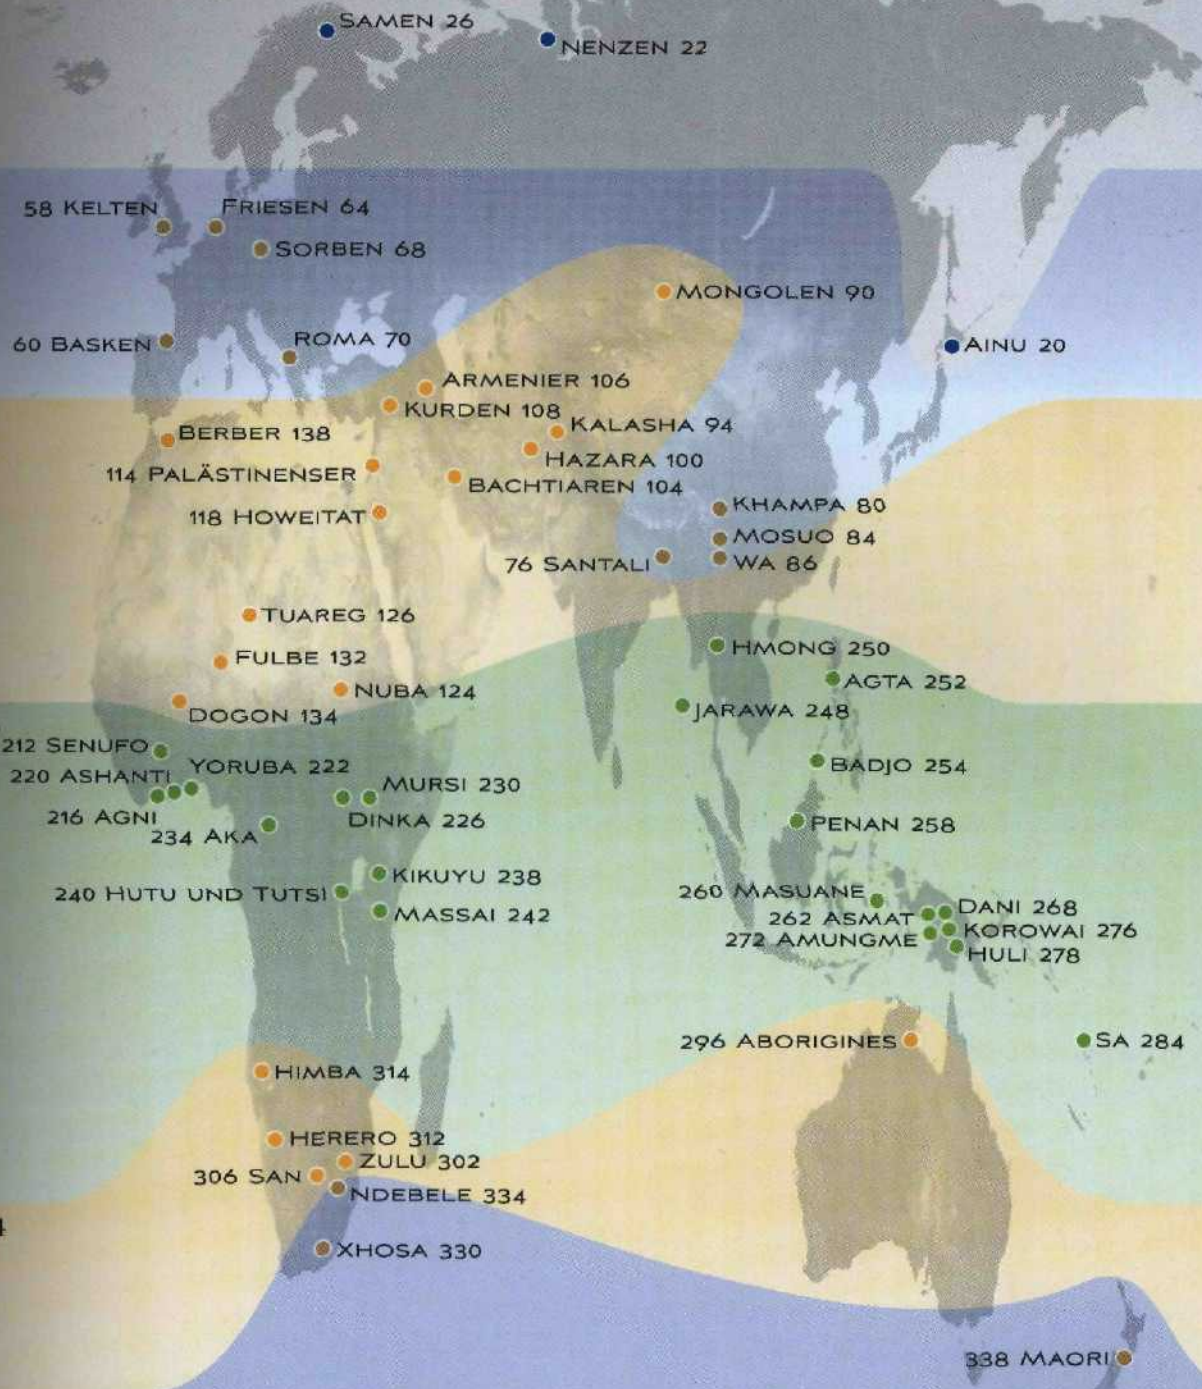 SAMEN 26
NENZEN 22
58 KELTEN
FRIESEN 64
SORBEN 68
MONGOLEN 90
60 BASKEN
ROMA 70
AINU 20
ARMENIER 106
KURDEN 108
KALASHA 94
BERBER 138
HAZARA 100
114 PALÄSTINENSER
BACHTIAREN 104
118 HOWEITAT
KHAMPA 80
MOSUO 84
76 SANTALI
WA 86
TUAREG 126
HMONG 250
FULBE 132
AGTA 252
NUBA 124
DOGON 134
JARAWA 248
212 SENUFO
YORUBA 222
BADJO 254
220 ASHANTI
MURSI 230
216 AGNI
DINKA 226
PENAN 258
234 AKA
KIKUYU 238
240 HUTU UND TUTSI
260 MASUANE
DANI 268
MASSAI 242
262 ASMAT
KOROWAI 276
272 AMUNGME
HULI 278
296 ABORIGINES
SA 284
HIMBA 314
HERERO 312
ZULU 302
306 SAN
NDEBELE 334
XHOSA 330
338 MAORI